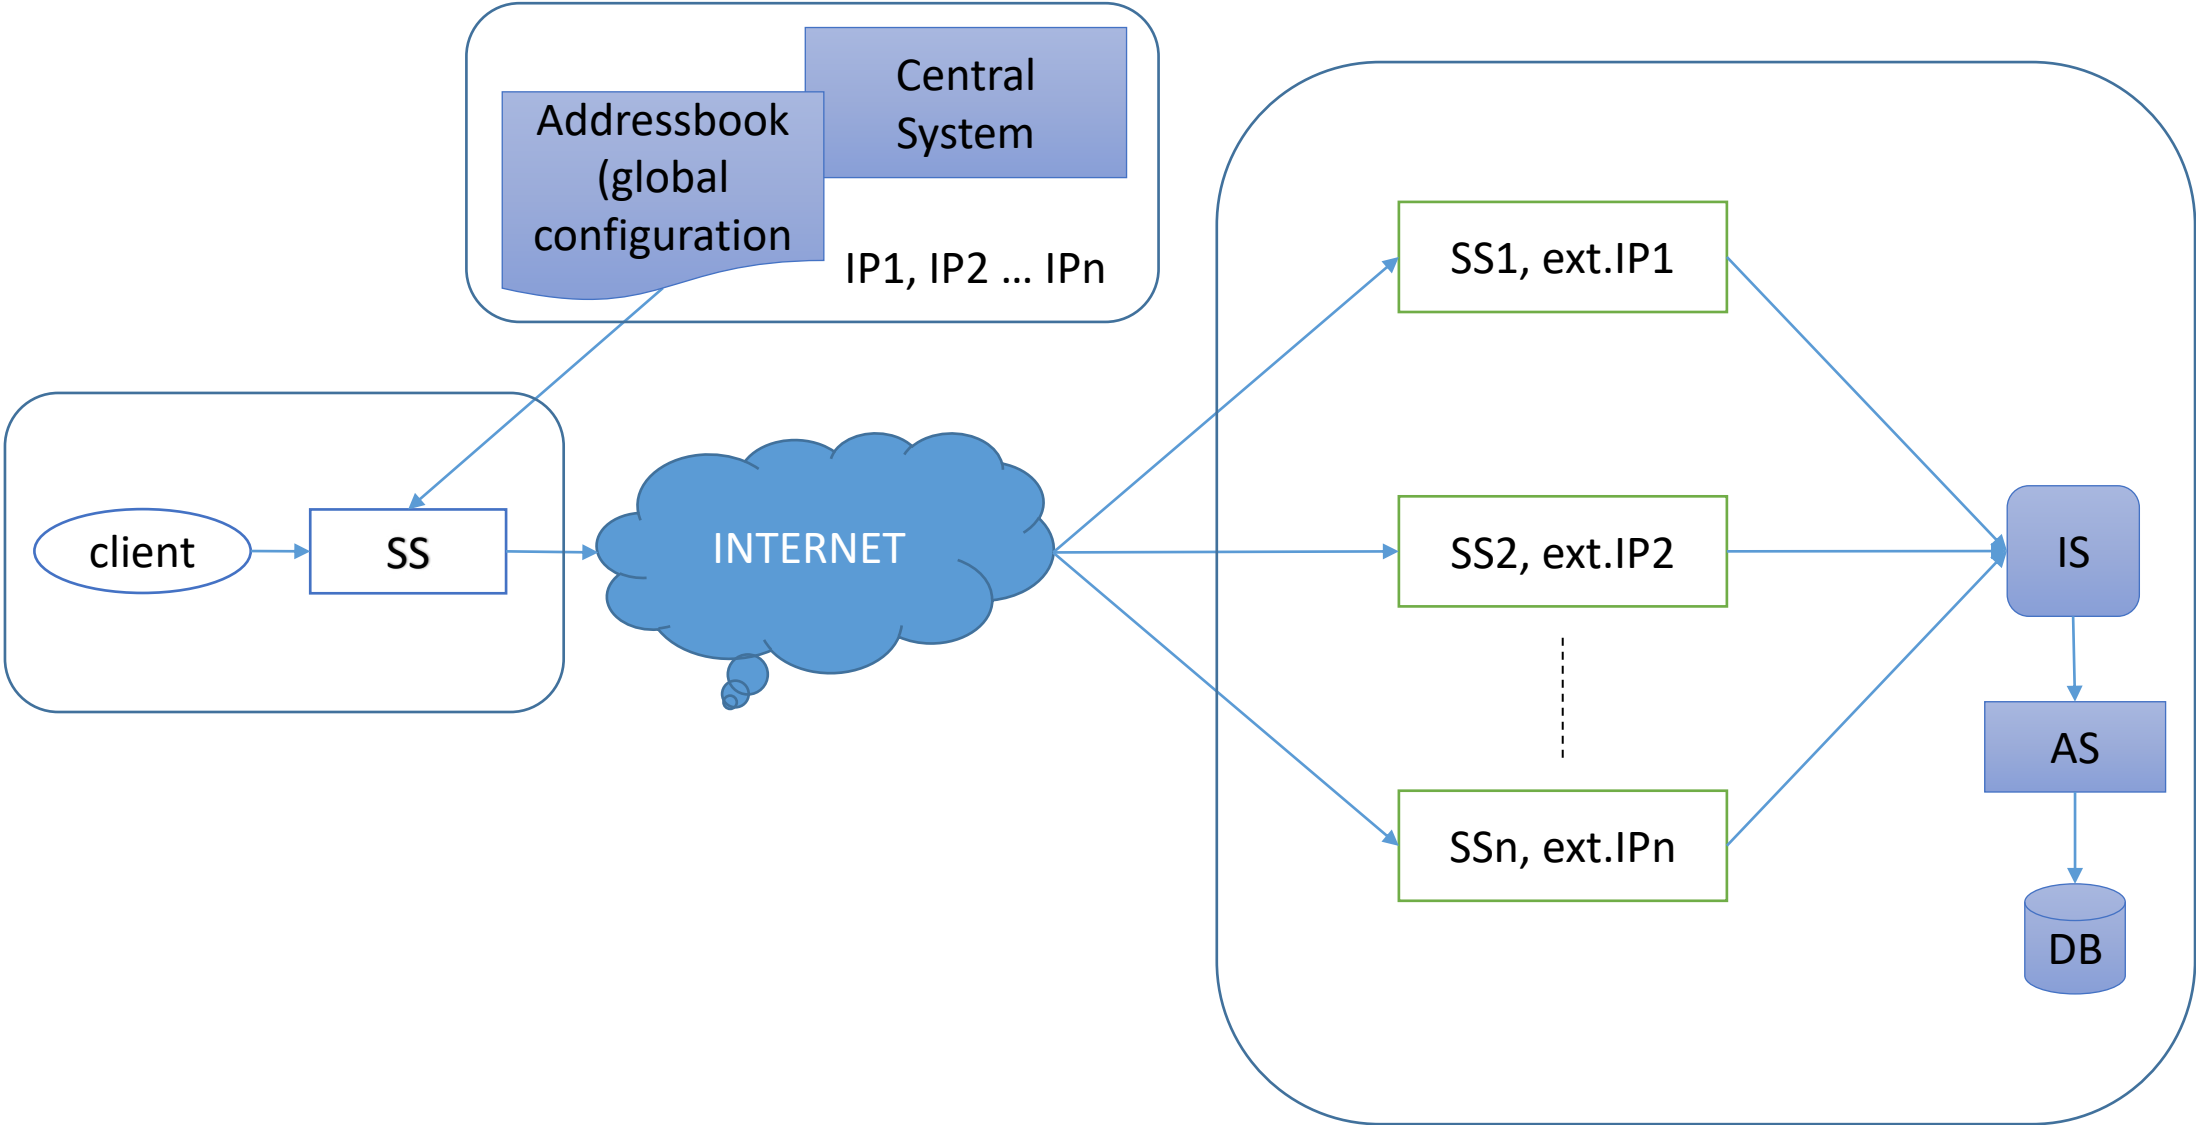 Central
System
Addressbook
(global
configuration
IP1, IP2 … IPn
SS1, ext.IP1
client
SS
INTERNET
SS2, ext.IP2
IS
AS
SSn, ext.IPn
DB